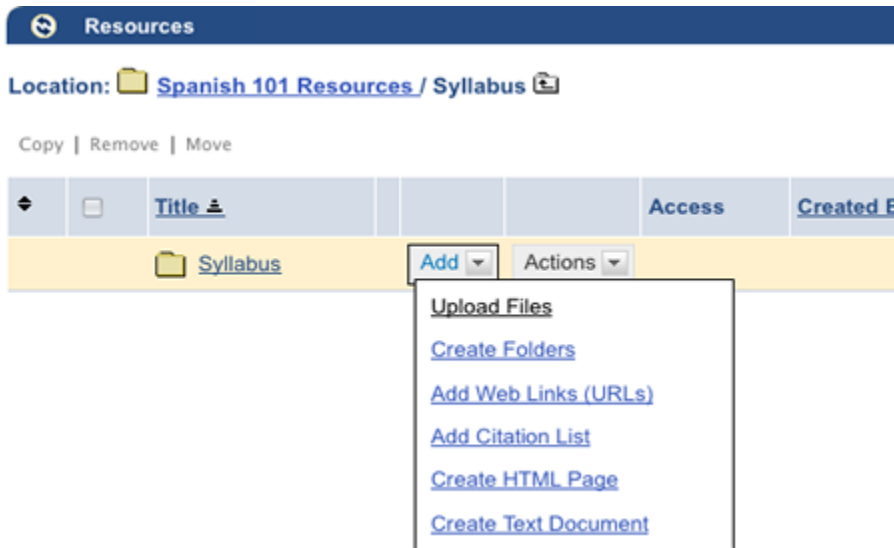 Resources
Location: Spanish 101 Resources / Syllabus
Copy | Remove | Move
Title Access Created
Syllabus Add Actions
Upload Files
Create Folders
Add Web Links (URLs)
Add Citation List
Create HTML Page
Create Text Document